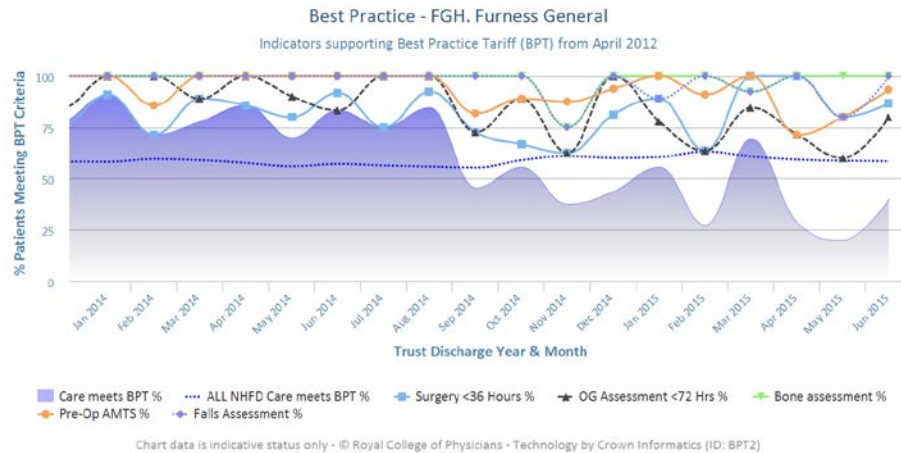 Best Practice - FGH. Furness General
Indicators supporting Best Practice Tariff (BPT) from April 2012
% Patients Meeting BPT Criteria
100
75
50
25
0
Jan 2014
Feb 2014
Mar 2014
Apr 2014
May 2014
Jun 2014
Jul 2014
Aug 2014
Sep 2014
Oct 2014
Nov 2014
Dec 2014
Jan 2015
Feb 2015
Mar 2015
Apr 2015
May 2015
Jun 2015
Trust Discharge Year & Month
Care meets BPT % ALL NHFD Care meets BPT % Surgery <36 Hours % OG Assessment <72 Hrs % Bone assessment %
Pre-Op AMTS % Falls Assessment %
Chart data is indicative status only - © Royal College of Physicians - Technology by Crown Informatics (ID: BPT2)